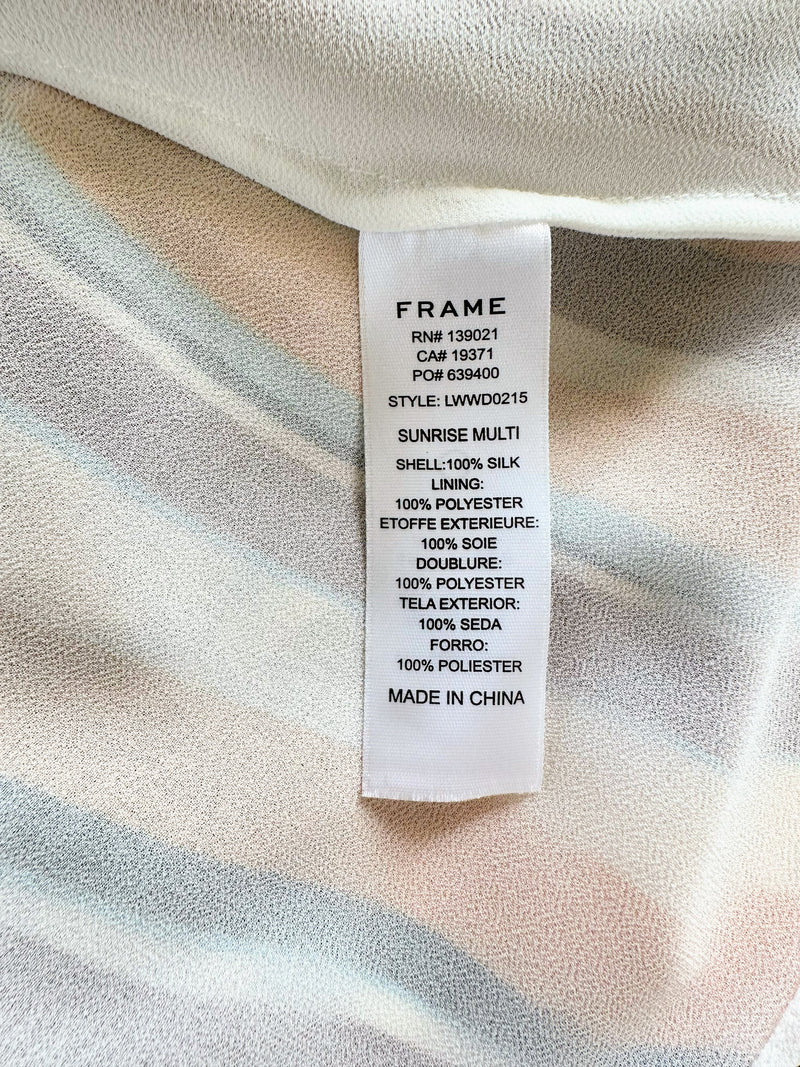 FRAME
RN# 139021
CA# 19371
PO# 639400
STYLE: LWWD0215
SUNRISE MULTI
SHELL:100% SILK
LINING:
100% POLYESTER
ETOFFE EXTERIEURE:
100% SOIE
DOUBLURE:
100% POLYESTER
TELA EXTERIOR:
100% SEDA
FORRO:
100% POLIESTER
MADE IN CHINA